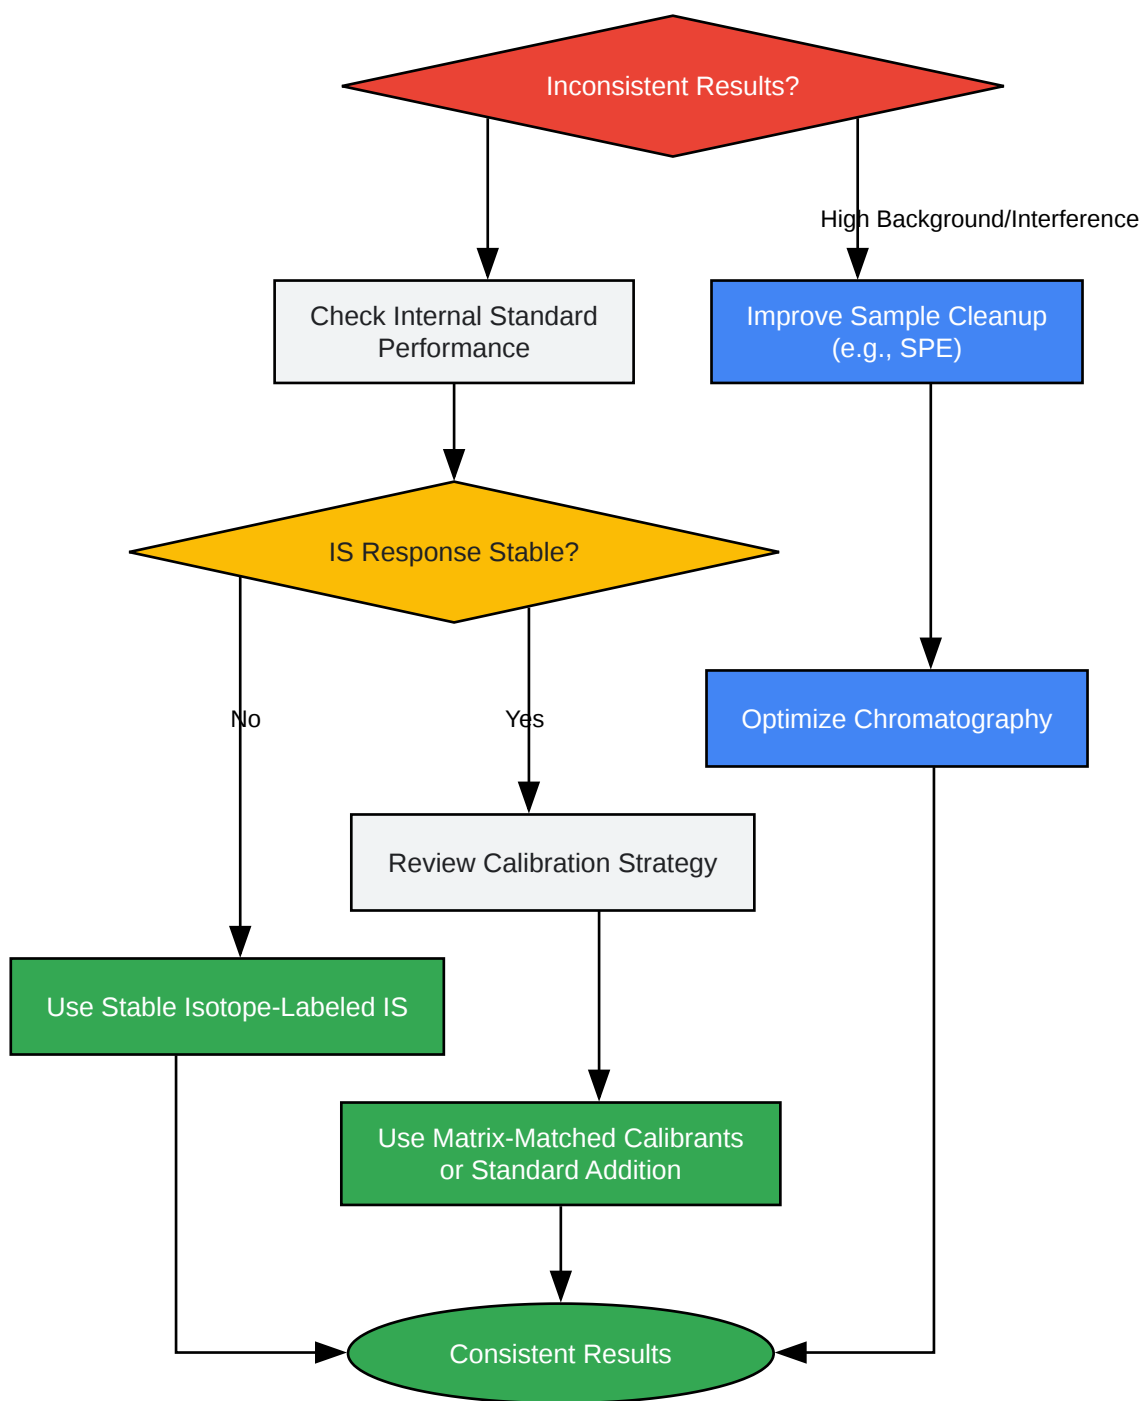 Inconsistent Results?
High Background/Interference
Check Internal Standard
Performance
Improve Sample Cleanup
(e.g., SPE)
IS Response Stable?
No
Yes
Optimize Chromatography
Review Calibration Strategy
Use Stable Isotope-Labeled IS
Use Matrix-Matched Calibrants
or Standard Addition
Consistent Results